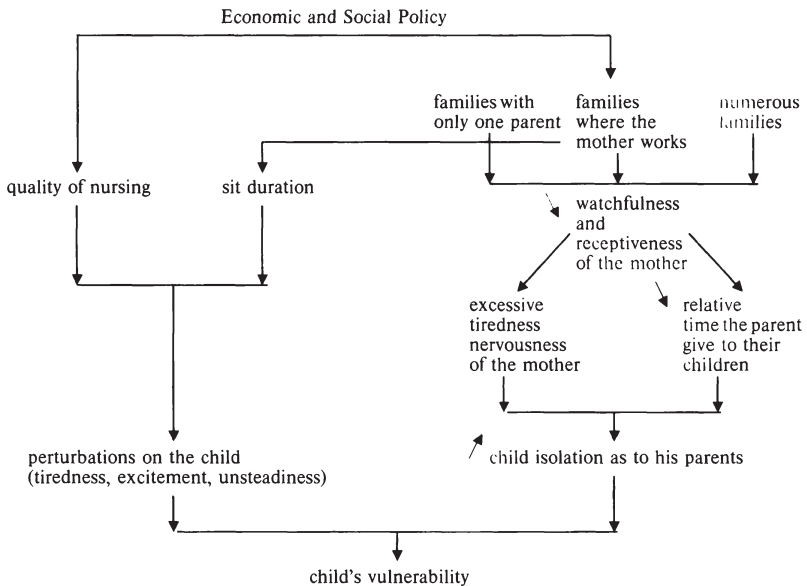 Economic and Social Policy
families with
only one parent
families
where the
mother works
numerous
families
quality of nursing
sit duration
watchfulness
and
receptiveness
of the mother
excessive
tiredness
nervousness
of the mother
relative
time the parent
give to their
children
perturbations on the child
(tiredness, excitement, unsteadiness)
child isolation as to his parents
child's vulnerability